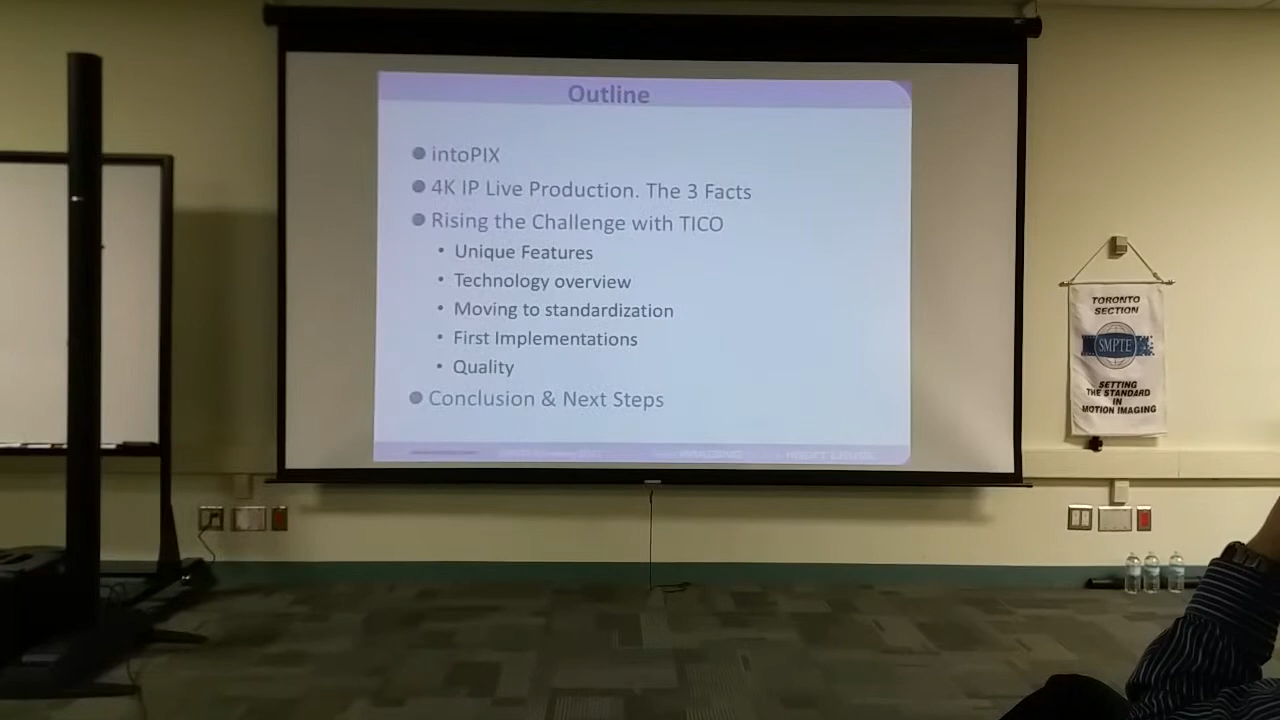 Outline
intoPIX
4K IP Live Production. The 3 Facts
Rising the Challenge with TICO
Unique Features
Technology overview
Moving to standardization
First Implementations
Quality
Conclusion & Next Steps
TORONTO
SECTION
SMPTE
SETTING
THE STANDARD
IN
MOTION IMAGING